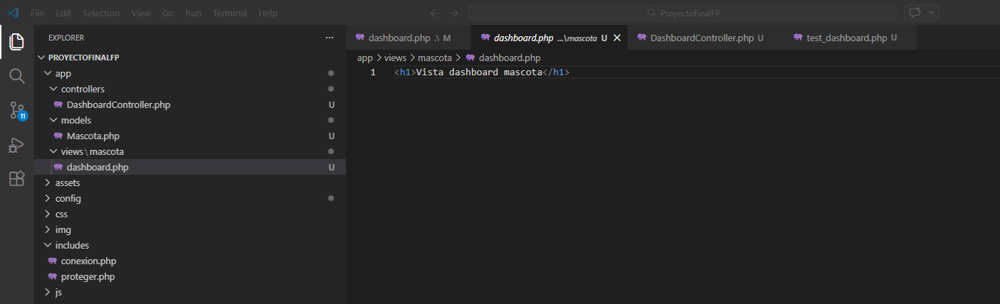 File Edit Selection View Go Run Terminal Help ProyectoFinalFP
EXPLORER ...
dashboard.php .\ M dashboard.php ...\mascota U DashboardController.php U test_dashboard.php U
PROYECTOFINALFP
app > views > mascota > dashboard.php
app
1 <h1>Vista dashboard mascota</h1>
controllers
DashboardController.php U
models
11
Mascota.php U
views\mascota
dashboard.php U
assets
config
css
img
includes
conexion.php
proteger.php
js